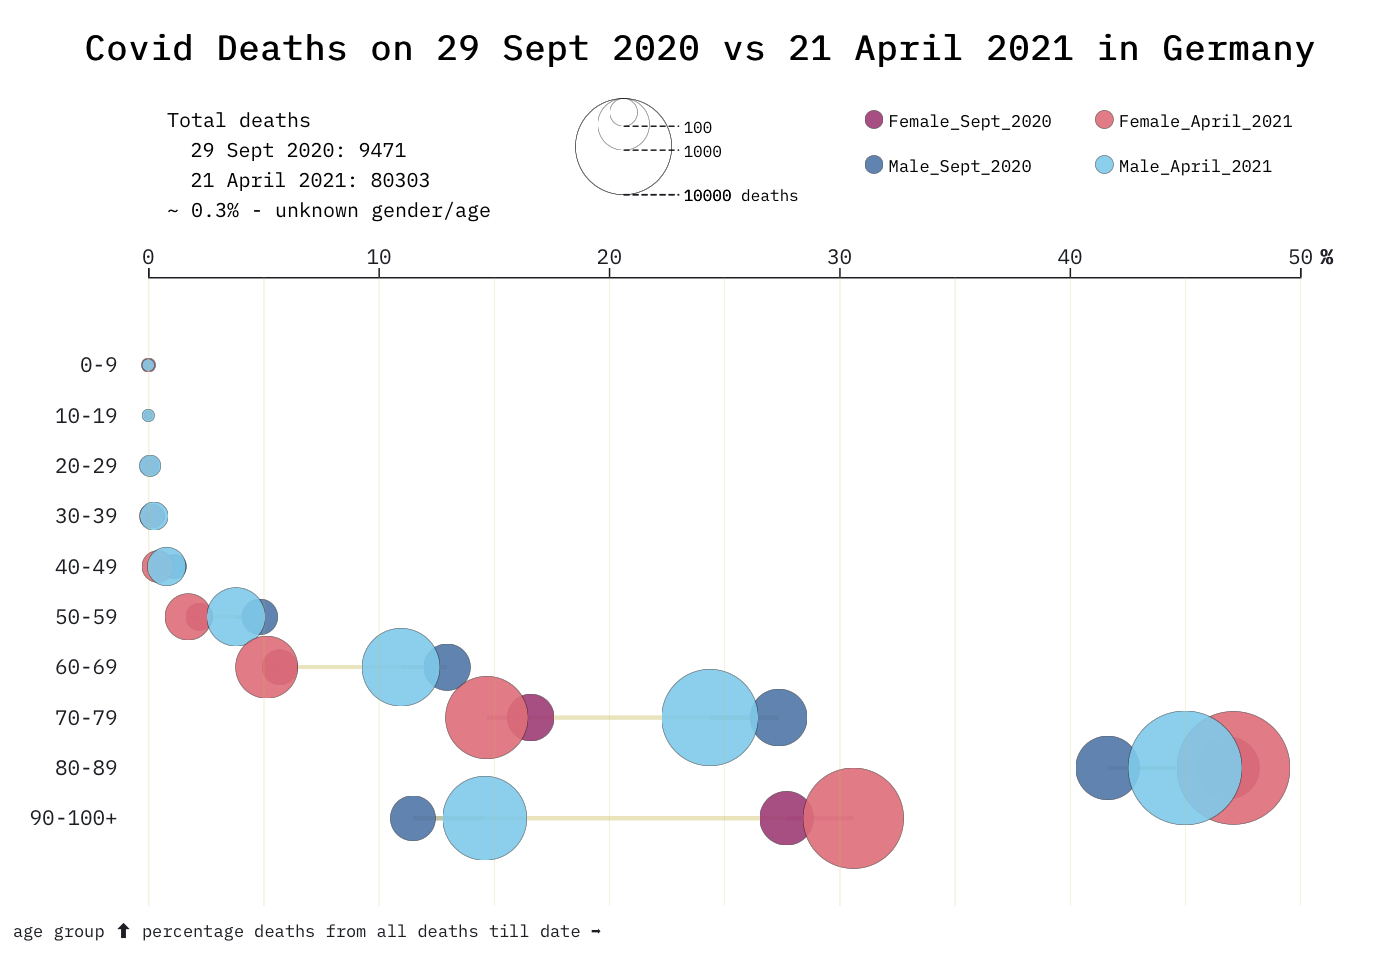 Covid Deaths on 29 Sept 2020 vs 21 April 2021 in Germany
Total deaths
29 Sept 2020: 9471
21 April 2021: 80303
~ 0.3% - unknown gender/age
100
1000
10000 deaths
Female_Sept_2020
Female_April_2021
Male_Sept_2020
Male_April_2021
0 10 20 30 40 50 %
0-9
10-19
20-29
30-39
40-49
50-59
60-69
70-79
80-89
90-100+
age group ⬆ percentage deaths from all deaths till date ➡